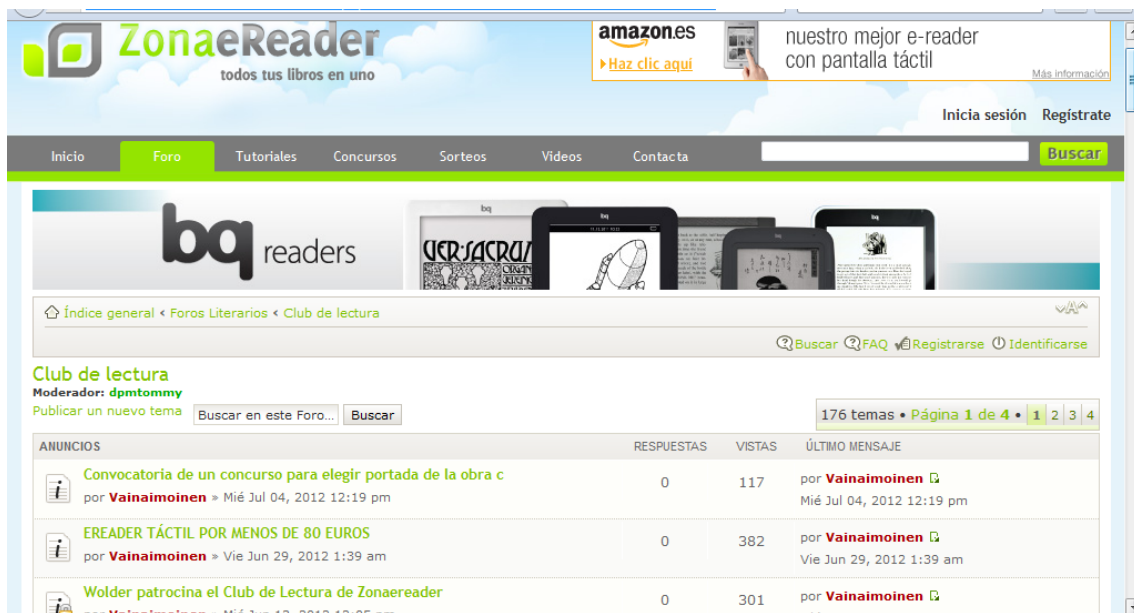 ZonaeReader
todos tus libros en uno
amazon.es
Haz clic aquí
nuestro mejor e-reader
con pantalla táctil
Más información
Inicia sesión Regístrate
Inicio Foro Tutoriales Concursos Sorteos Videos Contacta Buscar
bq readers
bq
bq
bq
VER:SACRU
Índice general ‹ Foros Literarios ‹ Club de lectura
Buscar FAQ Registrarse Identificarse
Club de lectura
Moderador: dpmtommy
Publicar un nuevo tema Buscar en este Foro... Buscar
176 temas • Página 1 de 4 • 1 2 3 4
ANUNCIOS RESPUESTAS VISTAS ÚLTIMO MENSAJE
Convocatoria de un concurso para elegir portada de la obra c
por Vainaimoinen » Mié Jul 04, 2012 12:19 pm
0 117
por Vainaimoinen
Mié Jul 04, 2012 12:19 pm
EREADER TÁCTIL POR MENOS DE 80 EUROS
por Vainaimoinen » Vie Jun 29, 2012 1:39 am
0 382
por Vainaimoinen
Vie Jun 29, 2012 1:39 am
Wolder patrocina el Club de Lectura de Zonaereader
0 301
por Vainaimoinen